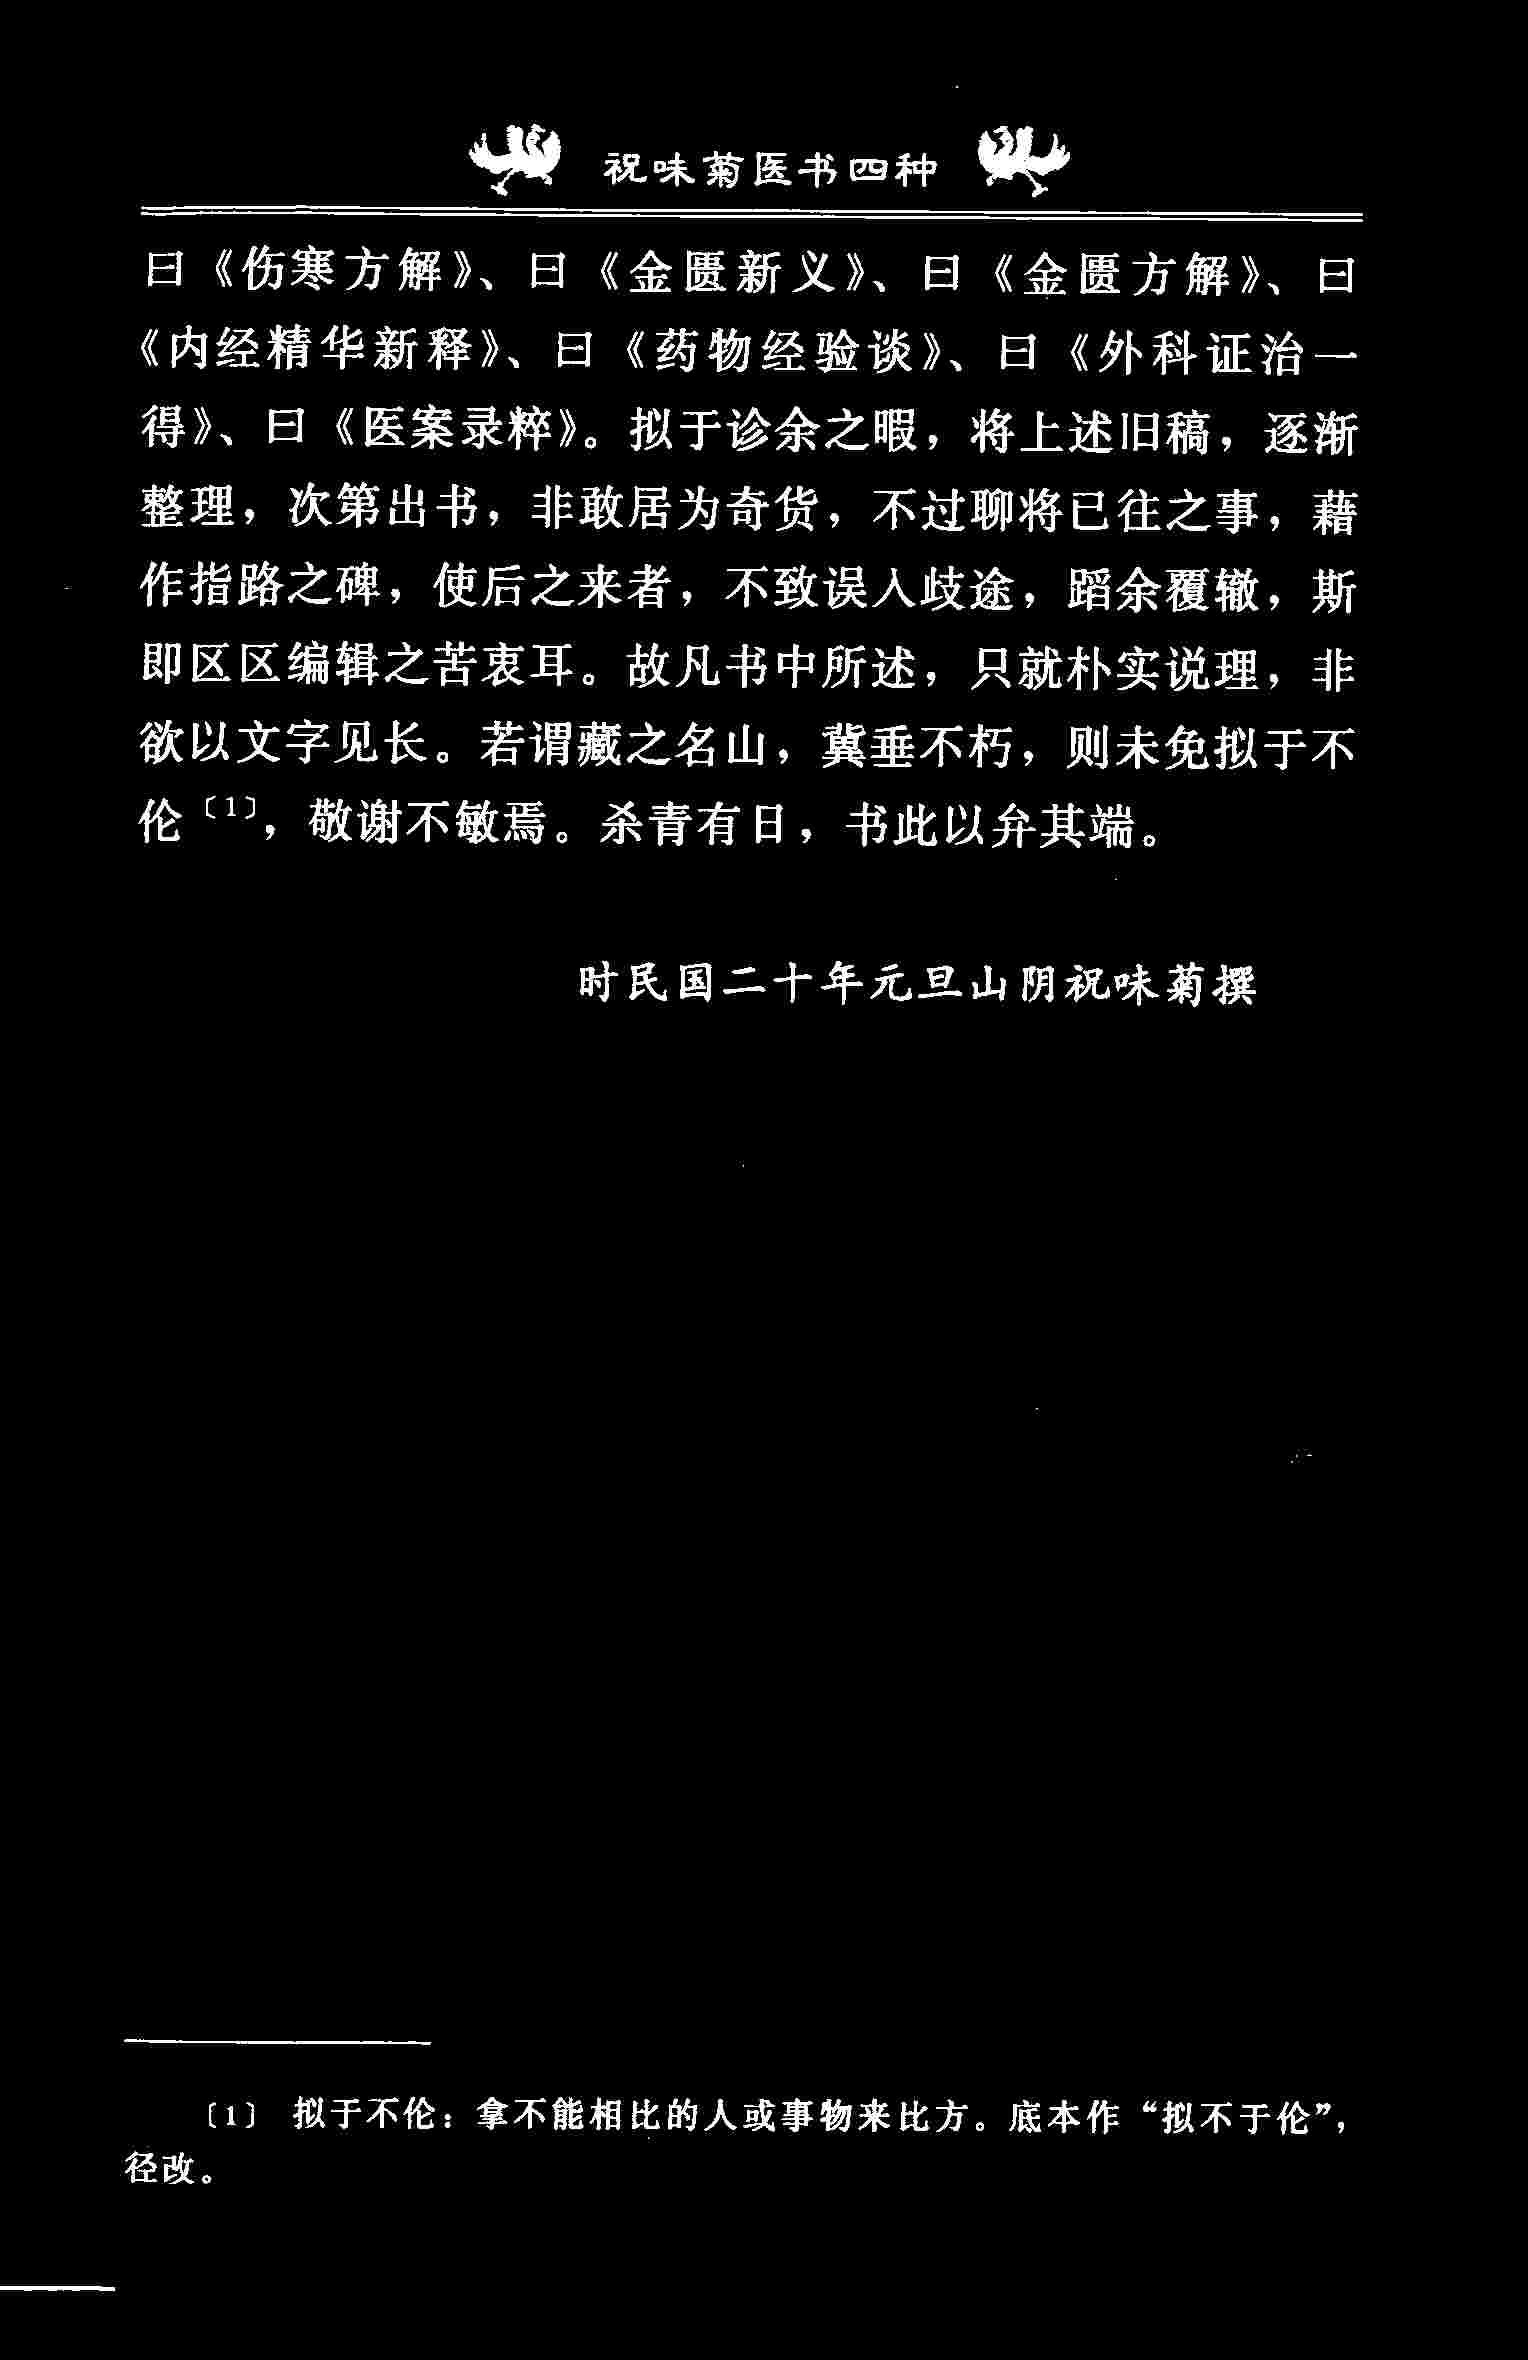 祝味菊医书四种
曰《伤寒方解》、曰《金匮新义》、曰《金匮方解》、曰
《内经精华新释》、曰《药物经验谈》、曰《外科证治一
得》、曰《医案录粹》。拟于诊余之暇，将上述旧稿，逐渐
整理，次第出书，非敢居为奇货，不过聊将已往之事，藉
作指路之碑，使后之来者，不致误入歧途，蹈余覆辙，斯
即区区编辑之苦衷耳。故凡书中所述，只就朴实说理，非
欲以文字见长。若谓藏之名山，冀垂不朽，则未免拟于不
伦〔1〕，敬谢不敏焉。杀青有日，书此以弁其端。
时民国二十年元旦山阴祝味菊撰
〔1〕 拟于不伦：拿不能相比的人或事物来比方。底本作“拟不于伦”，
径改。